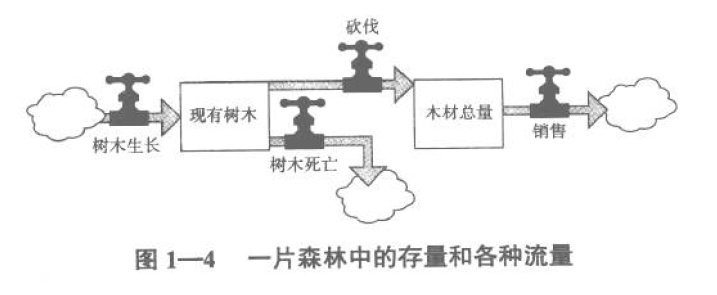 砍伐
现有树木
木材总量
树木生长
树木死亡
销售
图 1—4 一片森林中的存量和各种流量